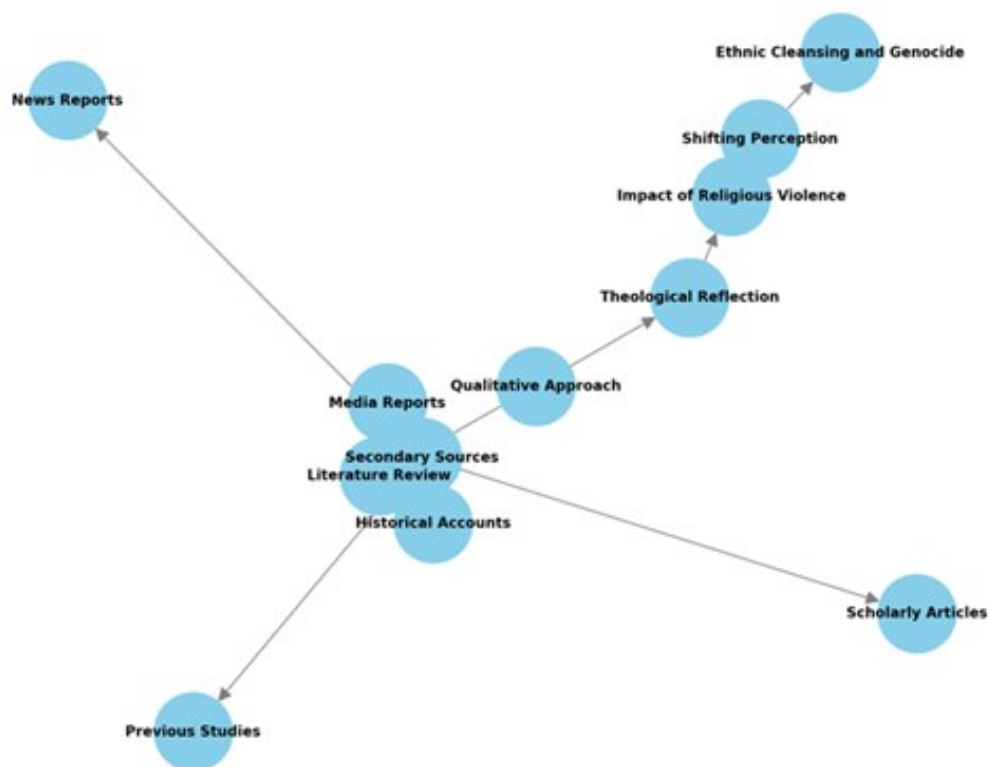 Ethnic Cleansing and Genocide
News Reports
Shifting Perception
Impact of Religious Violence
Theological Reflection
Qualitative Approach
Media Reports
Secondary Sources
Literature Review
Historical Accounts
Scholarly Articles
Previous Studies